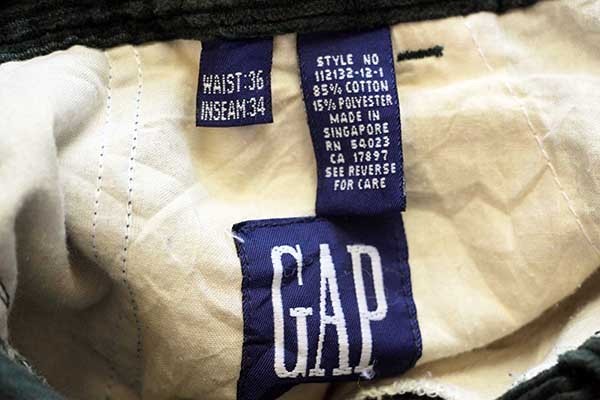 WAIST:36
INSEAM:34
STYLE NO
112132-12-1
85% COTTON
15% POLYESTER
MADE IN
SINGAPORE
RN 54023
CA 17897
SEE REVERSE
FOR CARE
GAP